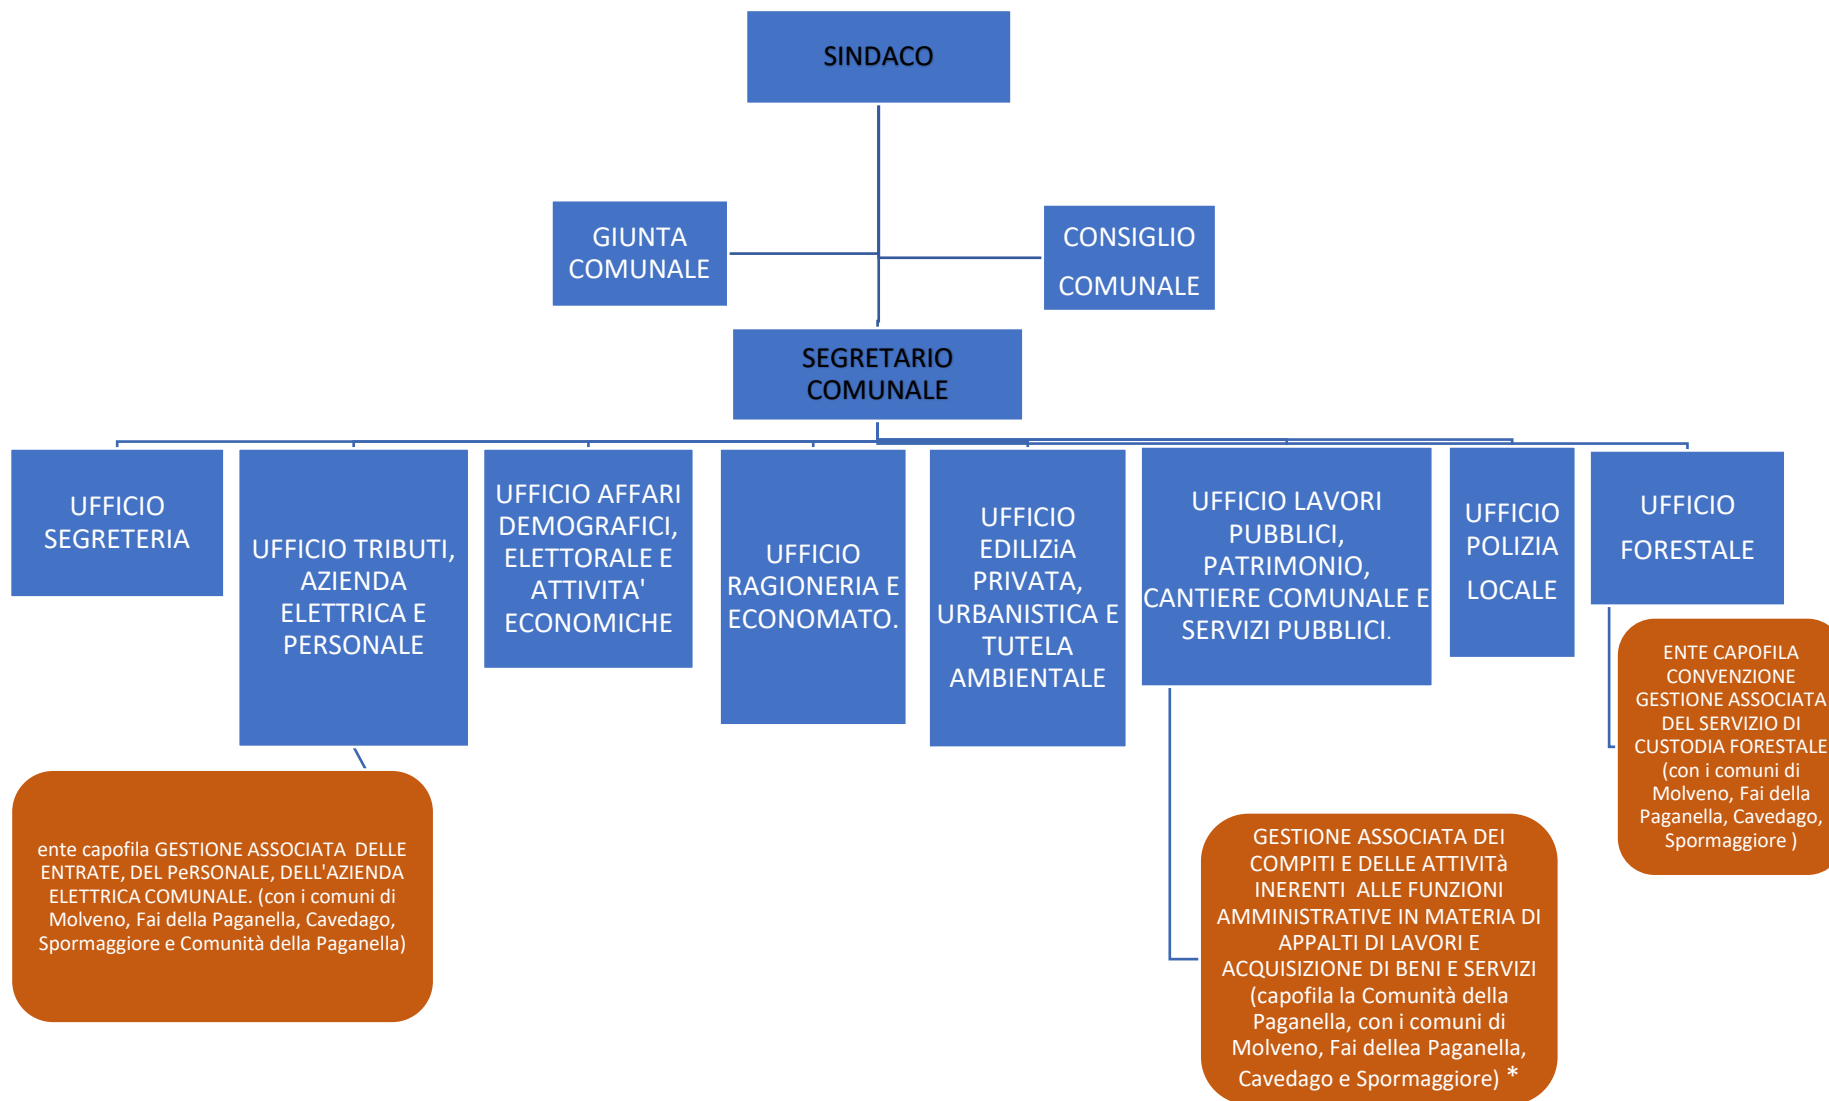 SINDACO
GIUNTA
COMUNALE
CONSIGLIO
COMUNALE
SEGRETARIO
COMUNALE
UFFICIO
SEGRETERIA
UFFICIO TRIBUTI,
AZIENDA
ELETTRICA E
PERSONALE
UFFICIO AFFARI
DEMOGRAFICI,
ELETTORALE E
ATTIVITA'
ECONOMICHE
UFFICIO
RAGIONERIA E
ECONOMATO.
UFFICIO
EDILIZiA
PRIVATA,
URBANISTICA E
TUTELA
AMBIENTALE
UFFICIO LAVORI
PUBBLICI,
PATRIMONIO,
CANTIERE COMUNALE E
SERVIZI PUBBLICI.
UFFICIO
POLIZIA
LOCALE
UFFICIO
FORESTALE
ente capofila GESTIONE ASSOCIATA  DELLE
ENTRATE, DEL PeRSONALE, DELL'AZIENDA
ELETTRICA COMUNALE. (con i comuni di
Molveno, Fai della Paganella, Cavedago,
Spormaggiore e Comunità della Paganella)
GESTIONE ASSOCIATA DEI
COMPITI E DELLE ATTIVITà
INERENTI  ALLE FUNZIONI
AMMINISTRATIVE IN MATERIA DI
APPALTI DI LAVORI E
ACQUISIZIONE DI BENI E SERVIZI
(capofila la Comunità della
Paganella, con i comuni di
Molveno, Fai dellea Paganella,
Cavedago e Spormaggiore) *
ENTE CAPOFILA
CONVENZIONE
GESTIONE ASSOCIATA
DEL SERVIZIO DI
CUSTODIA FORESTALE
(con i comuni di
Molveno, Fai della
Paganella, Cavedago,
Spormaggiore )